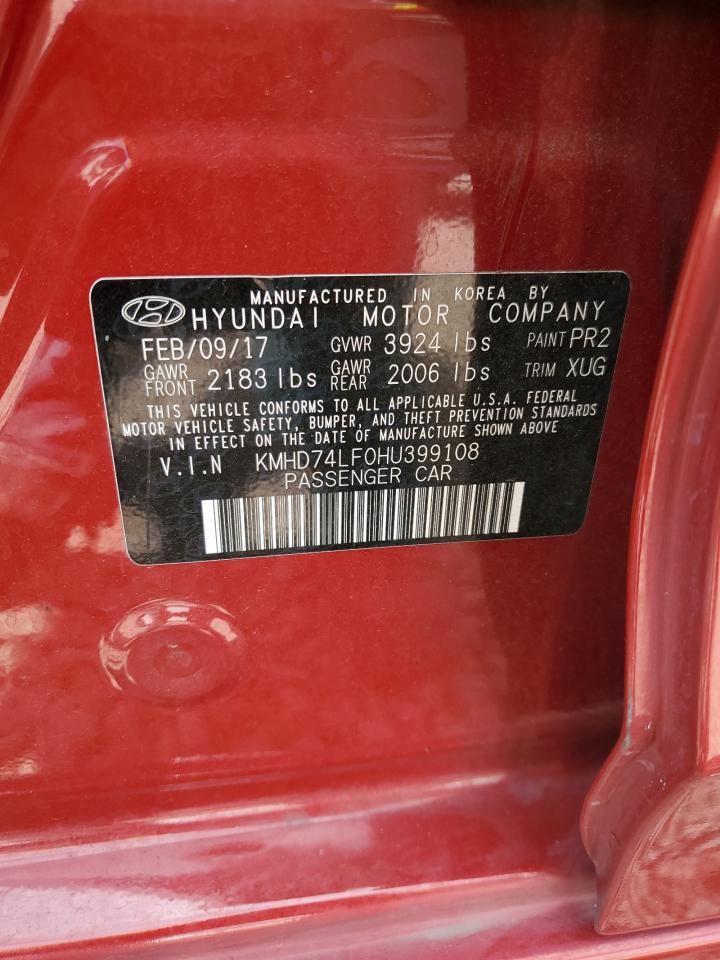 MANUFACTURED IN KOREA BY
HYUNDAI MOTOR COMPANY
FEB/09/17 GVWR 3924 lbs PAINT PR2
GAWR FRONT 2183 lbs GAWR REAR 2006 lbs TRIM XUG
THIS VEHICLE CONFORMS TO ALL APPLICABLE U.S.A. FEDERAL
MOTOR VEHICLE SAFETY, BUMPER, AND THEFT PREVENTION STANDARDS
IN EFFECT ON THE DATE OF MANUFACTURE SHOWN ABOVE
V.I.N KMHD74LF0HU399108
PASSENGER CAR